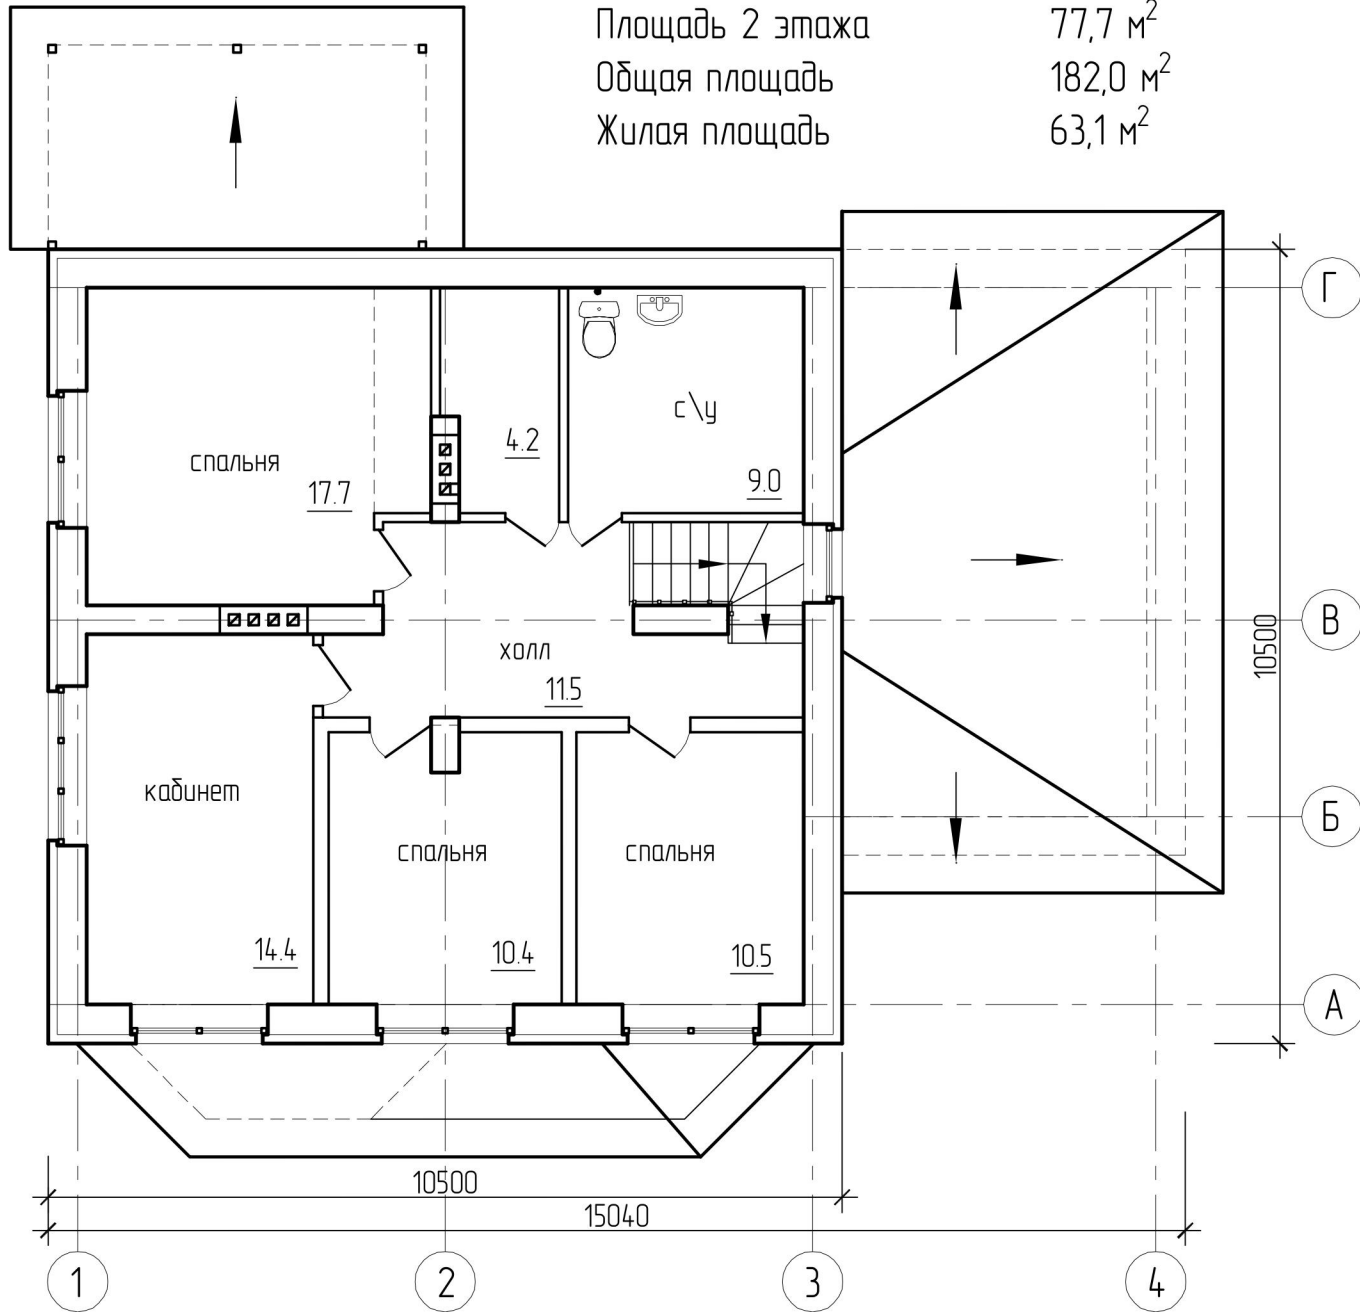 Площадь 2 этажа 77,7 м²
Общая площадь 182,0 м²
Жилая площадь 63,1 м²
Г
с\у
4.2
спальня
9.0
17.7
В
10500
холл
11.5
кабинет
Б
спальня
спальня
14.4
10.4
10.5
А
10500
15040
1
2
3
4